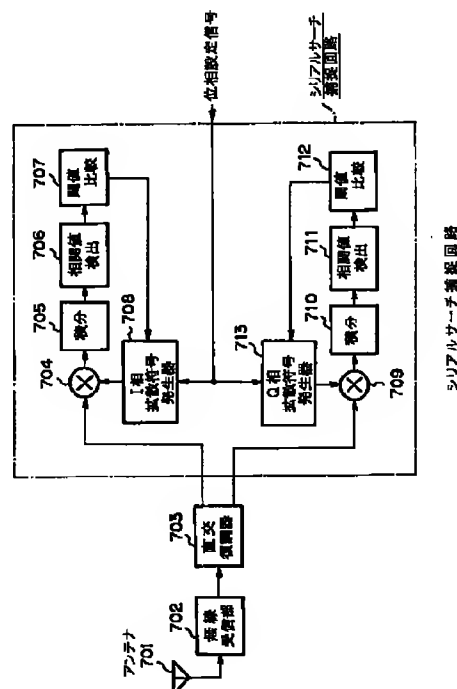 アンテナ
701
702
無線
受信部
703
直交
復調器
704
705
積分
706
相関値
検出
707
閾値
比較
708
I相
拡散符号
発生器
位相設定信号
シリアルサーチ
捕捉回路
713
Q相
拡散符号
発生器
709
710
積分
711
相関値
検出
712
閾値
比較
シリアルサーチ捕捉回路